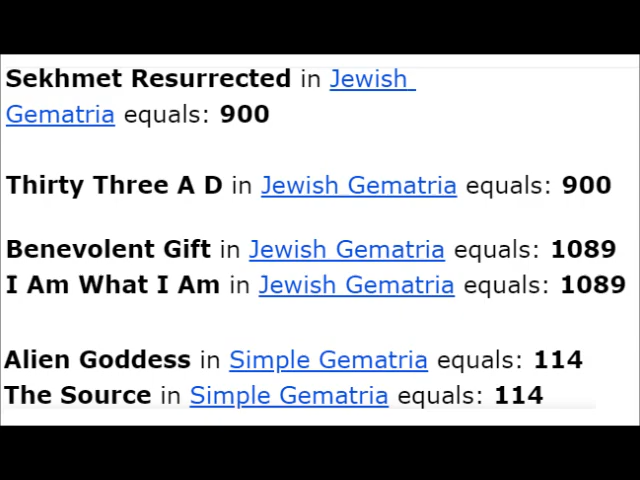 Sekhmet Resurrected in Jewish
Gematria equals: 900
Thirty Three A D in Jewish Gematria equals: 900
Benevolent Gift in Jewish Gematria equals: 1089
I Am What I Am in Jewish Gematria equals: 1089
Alien Goddess in Simple Gematria equals: 114
The Source in Simple Gematria equals: 114